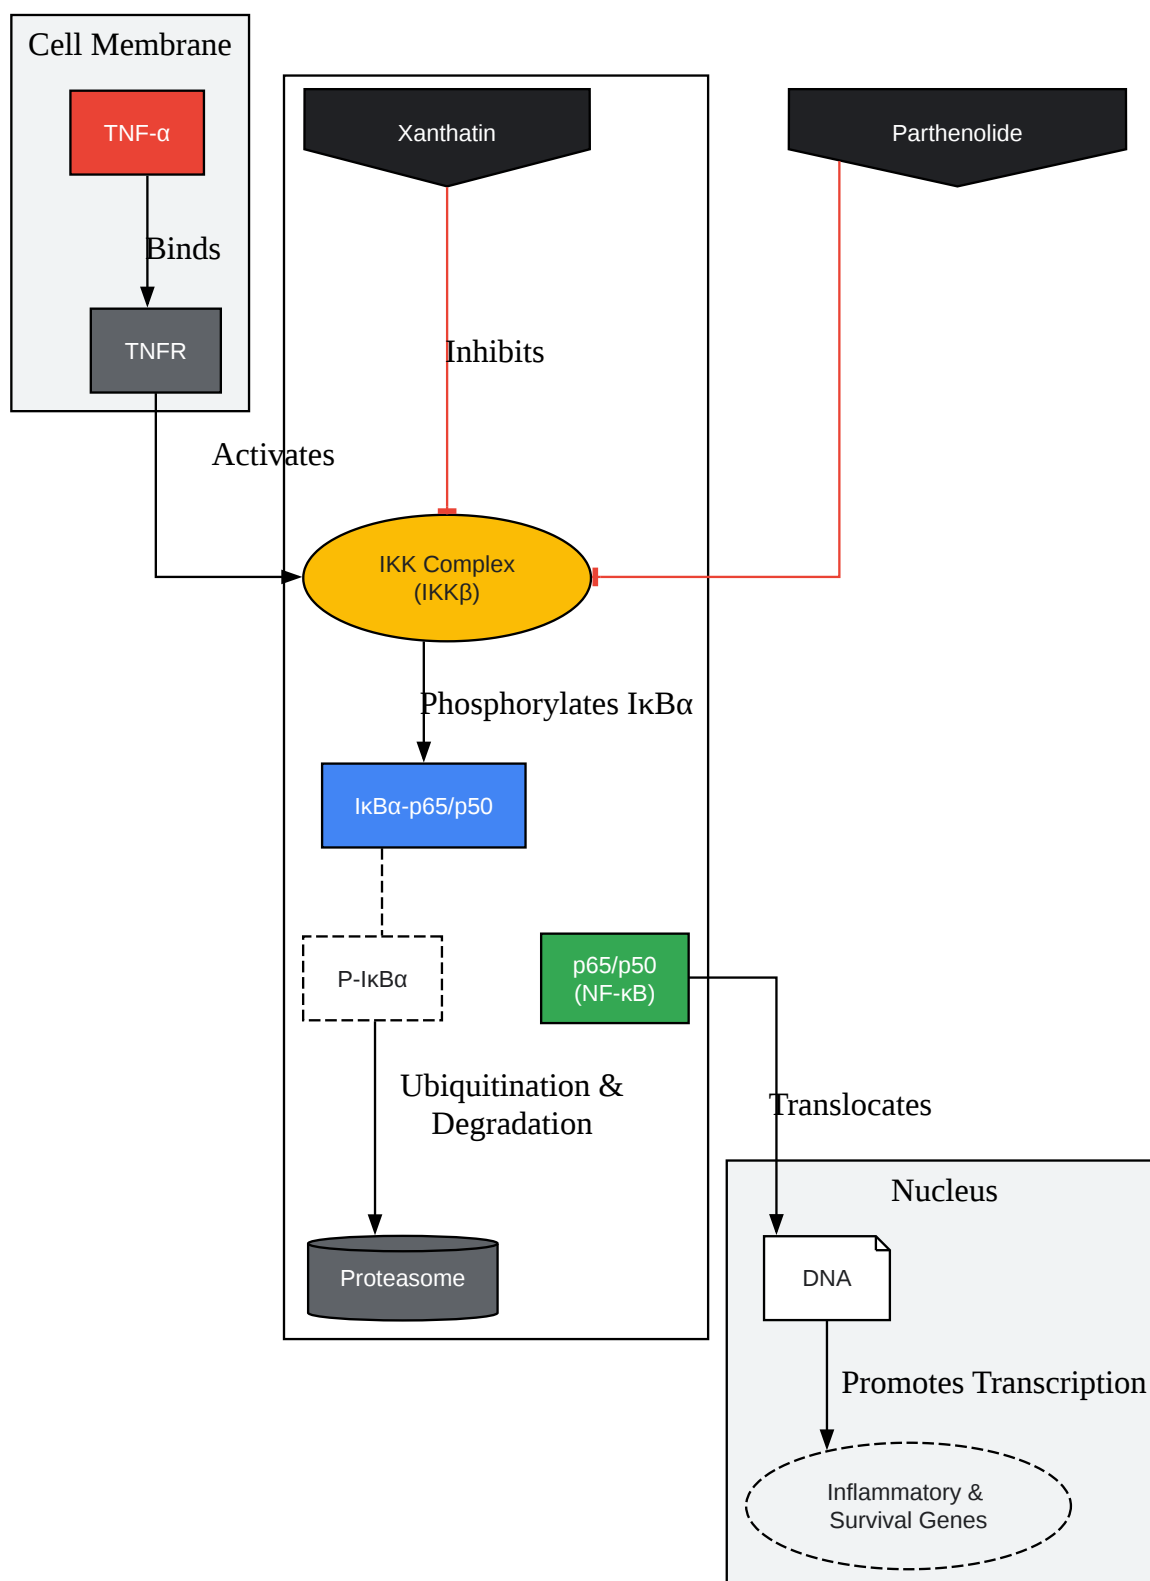 Cell Membrane
TNF-α
Xanthatin
Parthenolide
Binds
TNFR
Inhibits
Activates
IKK Complex
(IKKβ)
Phosphorylates IκBα
IκBα-p65/p50
P-IκBα
p65/p50
(NF-κB)
Ubiquitination &
Degradation
Translocates
Nucleus
Proteasome
DNA
Promotes Transcription
Inflammatory &
Survival Genes